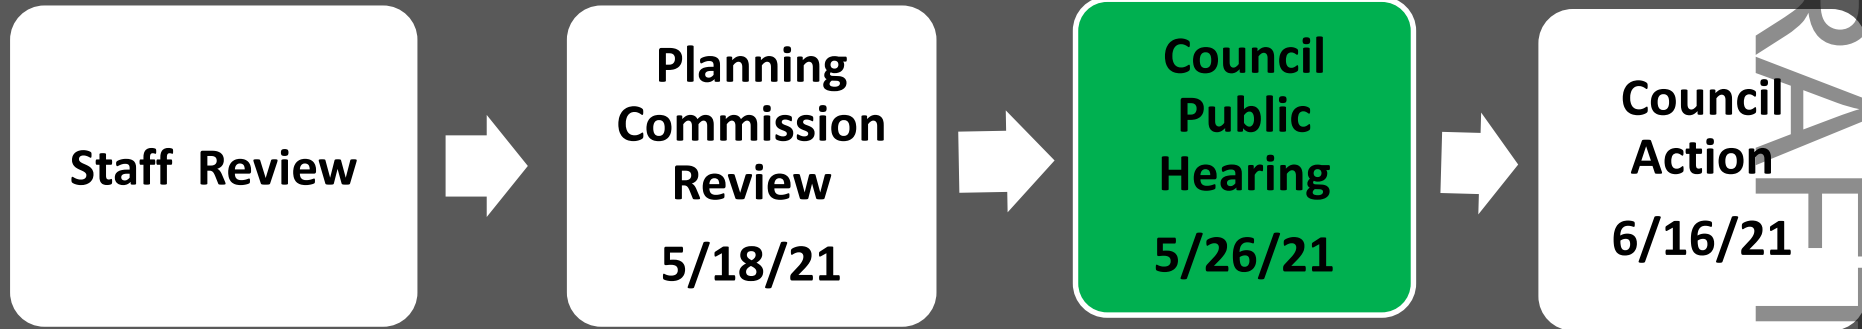 Staff  Review
Planning
Commission
Review
5/18/21
Council
Public
Hearing
5/26/21
Council
Action
6/16/21
RAFT